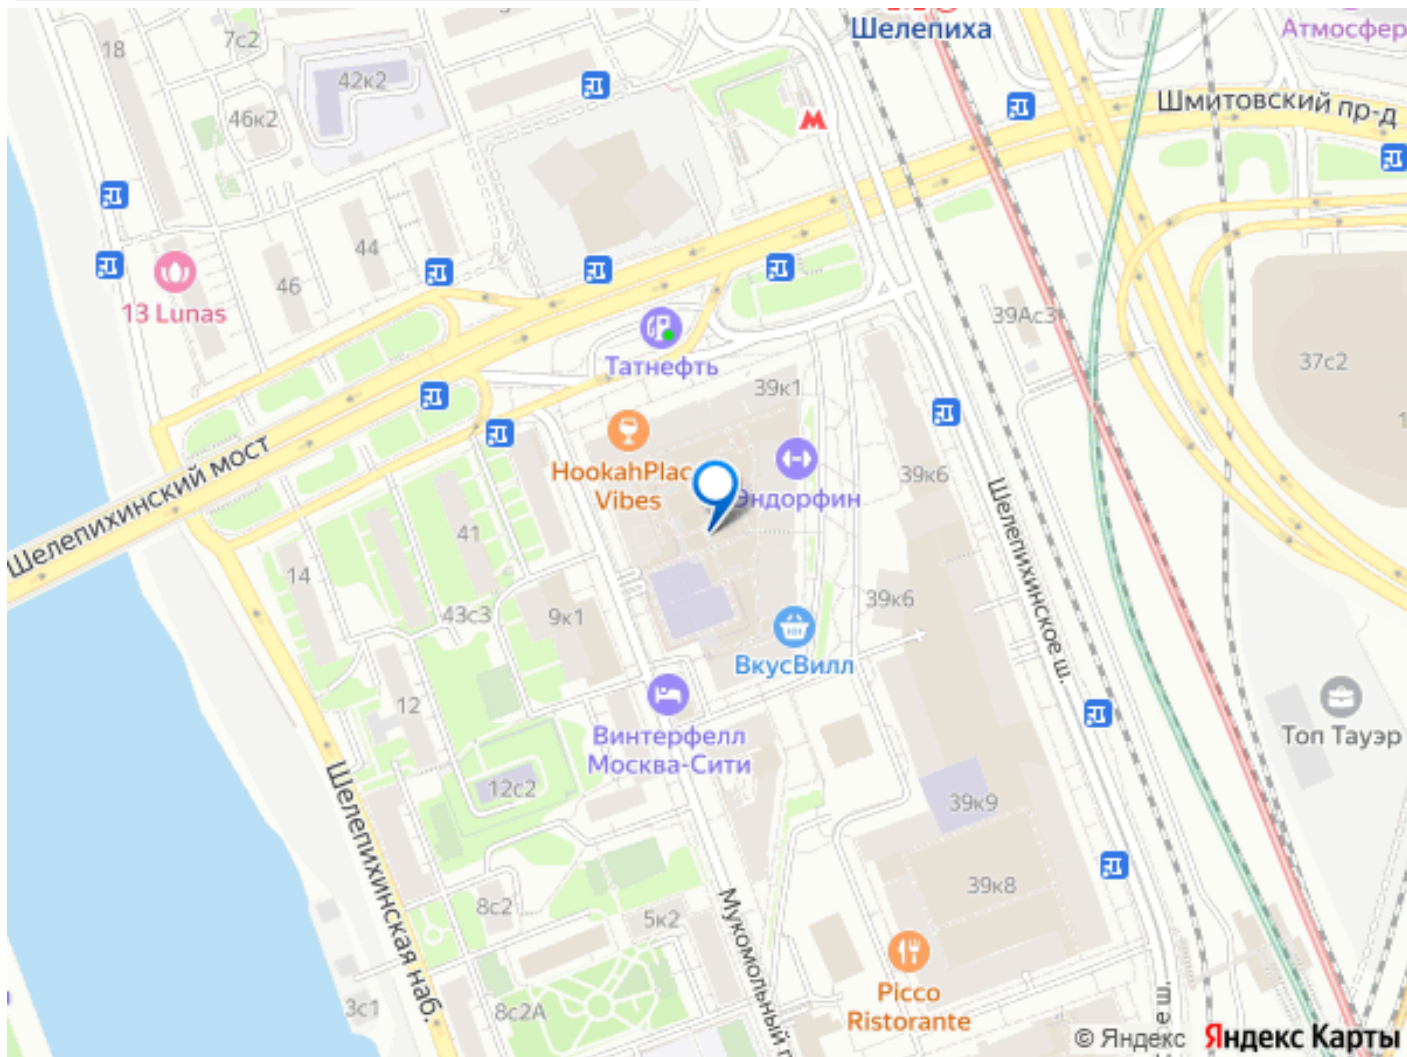 Шелепиха
Атмосфер
18
7с2
42к2
46к2
Шмитовский пр-д
44
46
13 Lunas
39Ас3
37с2
Татнефть
39к1
HookahPlac
Vibes
Эндорфин
39к6
Шелепихинский мост
41
14
43с3
9к1
39к6
Шелепихинское ш.
ВкусВилл
12
Винтерфелл
Москва-Сити
Топ Тауэр
12с2
39к9
Шелепихинская наб.
39к8
8с2
5к2
Мукомольный п
3с1
8с2А
Picco
Ristorante
е ш.
© Яндекс Яндекс Карты